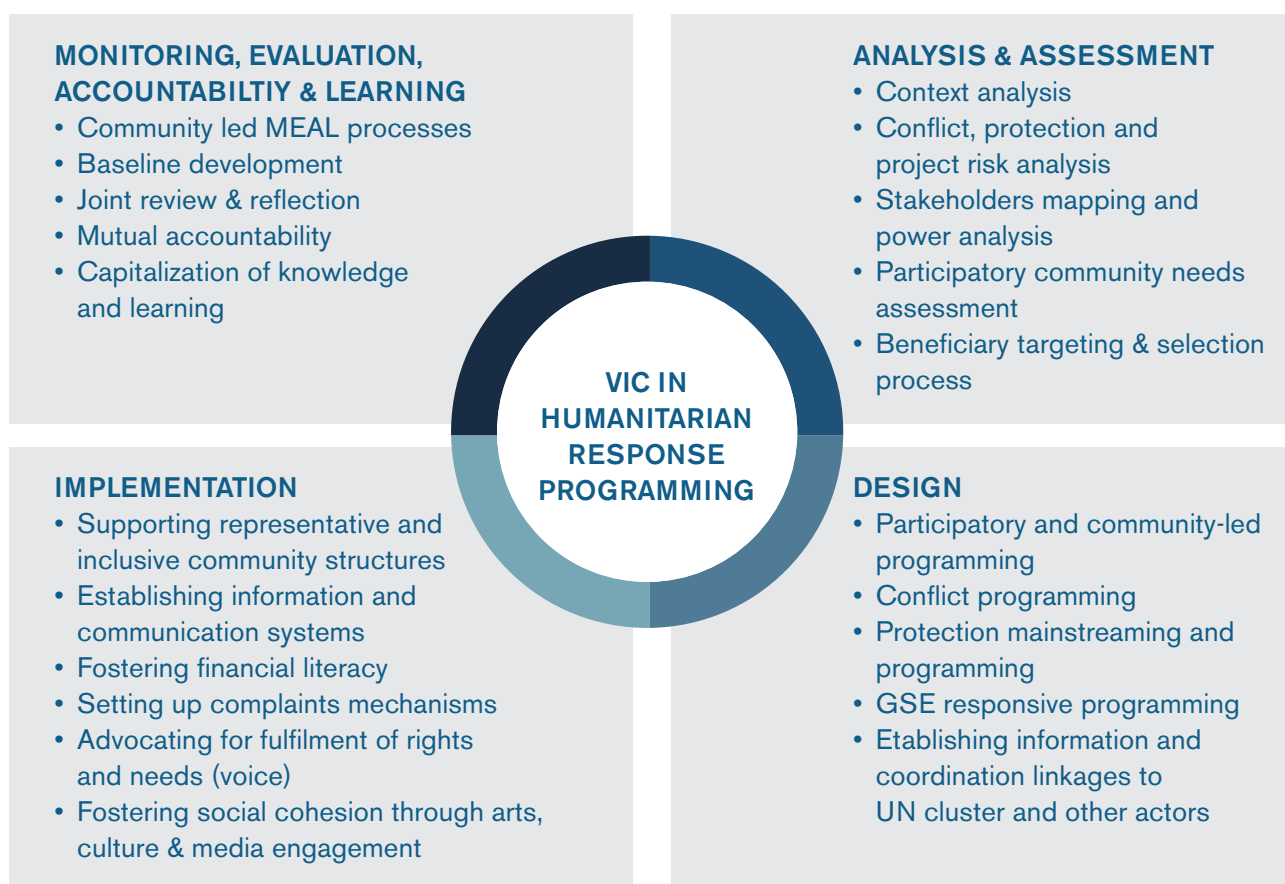 MONITORING, EVALUATION,
ACCOUNTABILTIY & LEARNING
• Community led MEAL processes
• Baseline development
• Joint review & reflection
• Mutual accountability
• Capitalization of knowledge
and learning
ANALYSIS & ASSESSMENT
• Context analysis
• Conflict, protection and
project risk analysis
• Stakeholders mapping and
power analysis
• Participatory community needs
assessment
• Beneficiary targeting & selection
process
VIC IN
HUMANITARIAN
RESPONSE
PROGRAMMING
IMPLEMENTATION
• Supporting representative and
inclusive community structures
• Establishing information and
communication systems
• Fostering financial literacy
• Setting up complaints mechanisms
• Advocating for fulfilment of rights
and needs (voice)
• Fostering social cohesion through arts,
culture & media engagement
DESIGN
• Participatory and community-led
programming
• Conflict programming
• Protection mainstreaming and
programming
• GSE responsive programming
• Etablishing information and
coordination linkages to
UN cluster and other actors